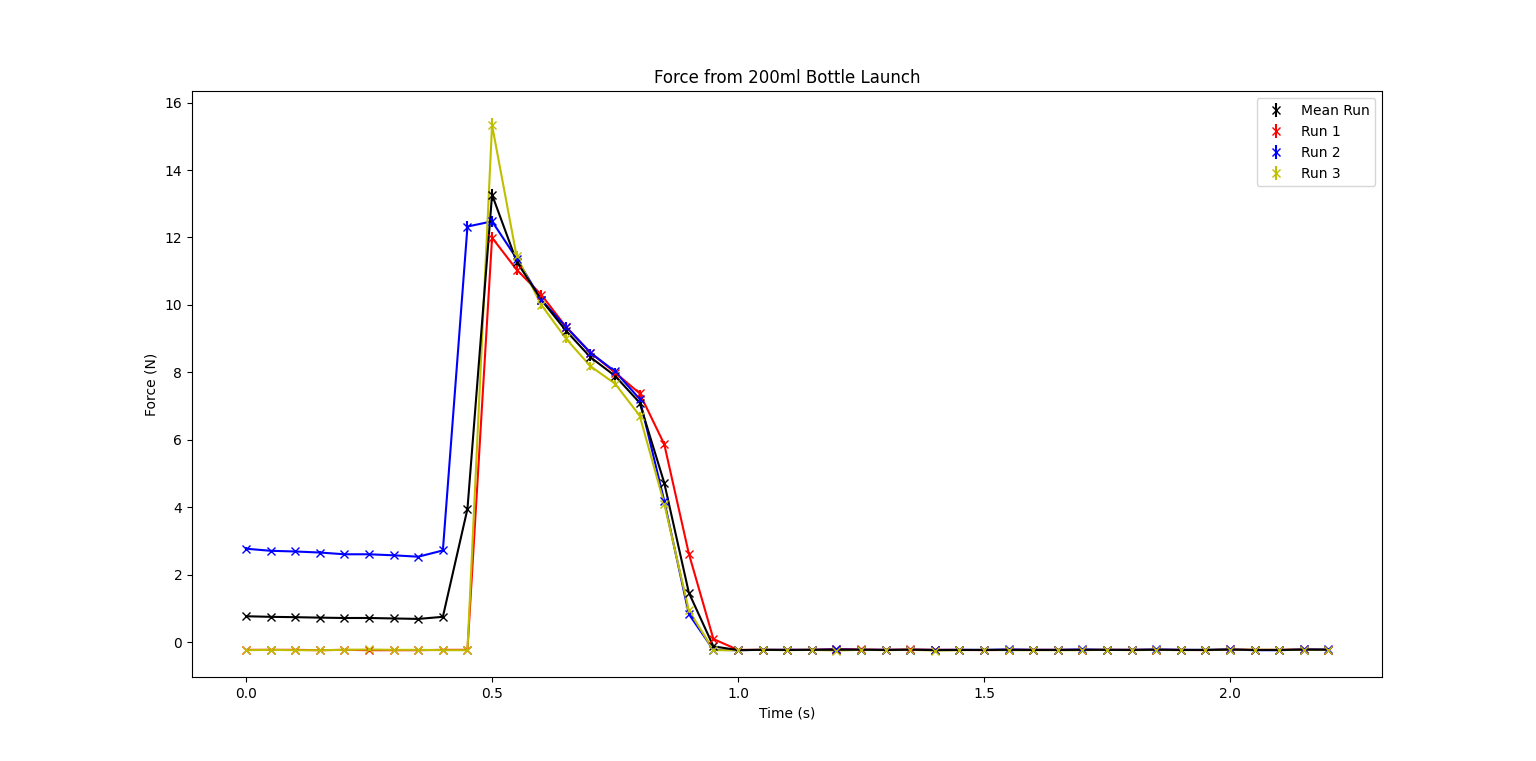 Force from 200ml Bottle Launch
Mean Run
Run 1
Run 2
Run 3
16
14
12
10
8
6
4
2
0
Force (N)
0.0 0.5 1.0 1.5 2.0
Time (s)